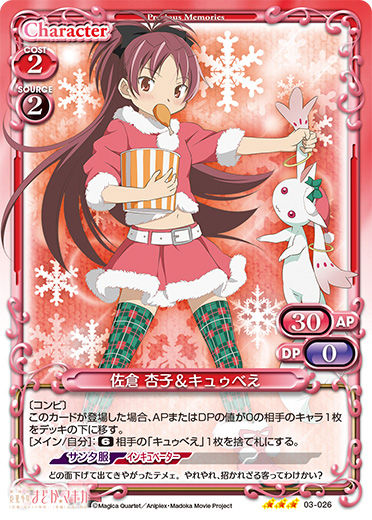 Precious Memories
Character
COST
2
SOURCE
2
30 AP
DP 0
佐倉 杏子＆キュゥべえ
［コンビ］
このカードが登場した場合、APまたはDPの値が0の相手のキャラ1枚
をデッキの下に移す。
［メイン/自分］：6 相手の「キュゥべえ」1枚を捨て札にする。
サンタ服 インキュベーター
どの面下げて出てきやがったテメェ。やれやれ、招かれざる客ってわけかい？
まどか☆マギカ
©Magica Quartet／Aniplex・Madoka Movie Project
03-026